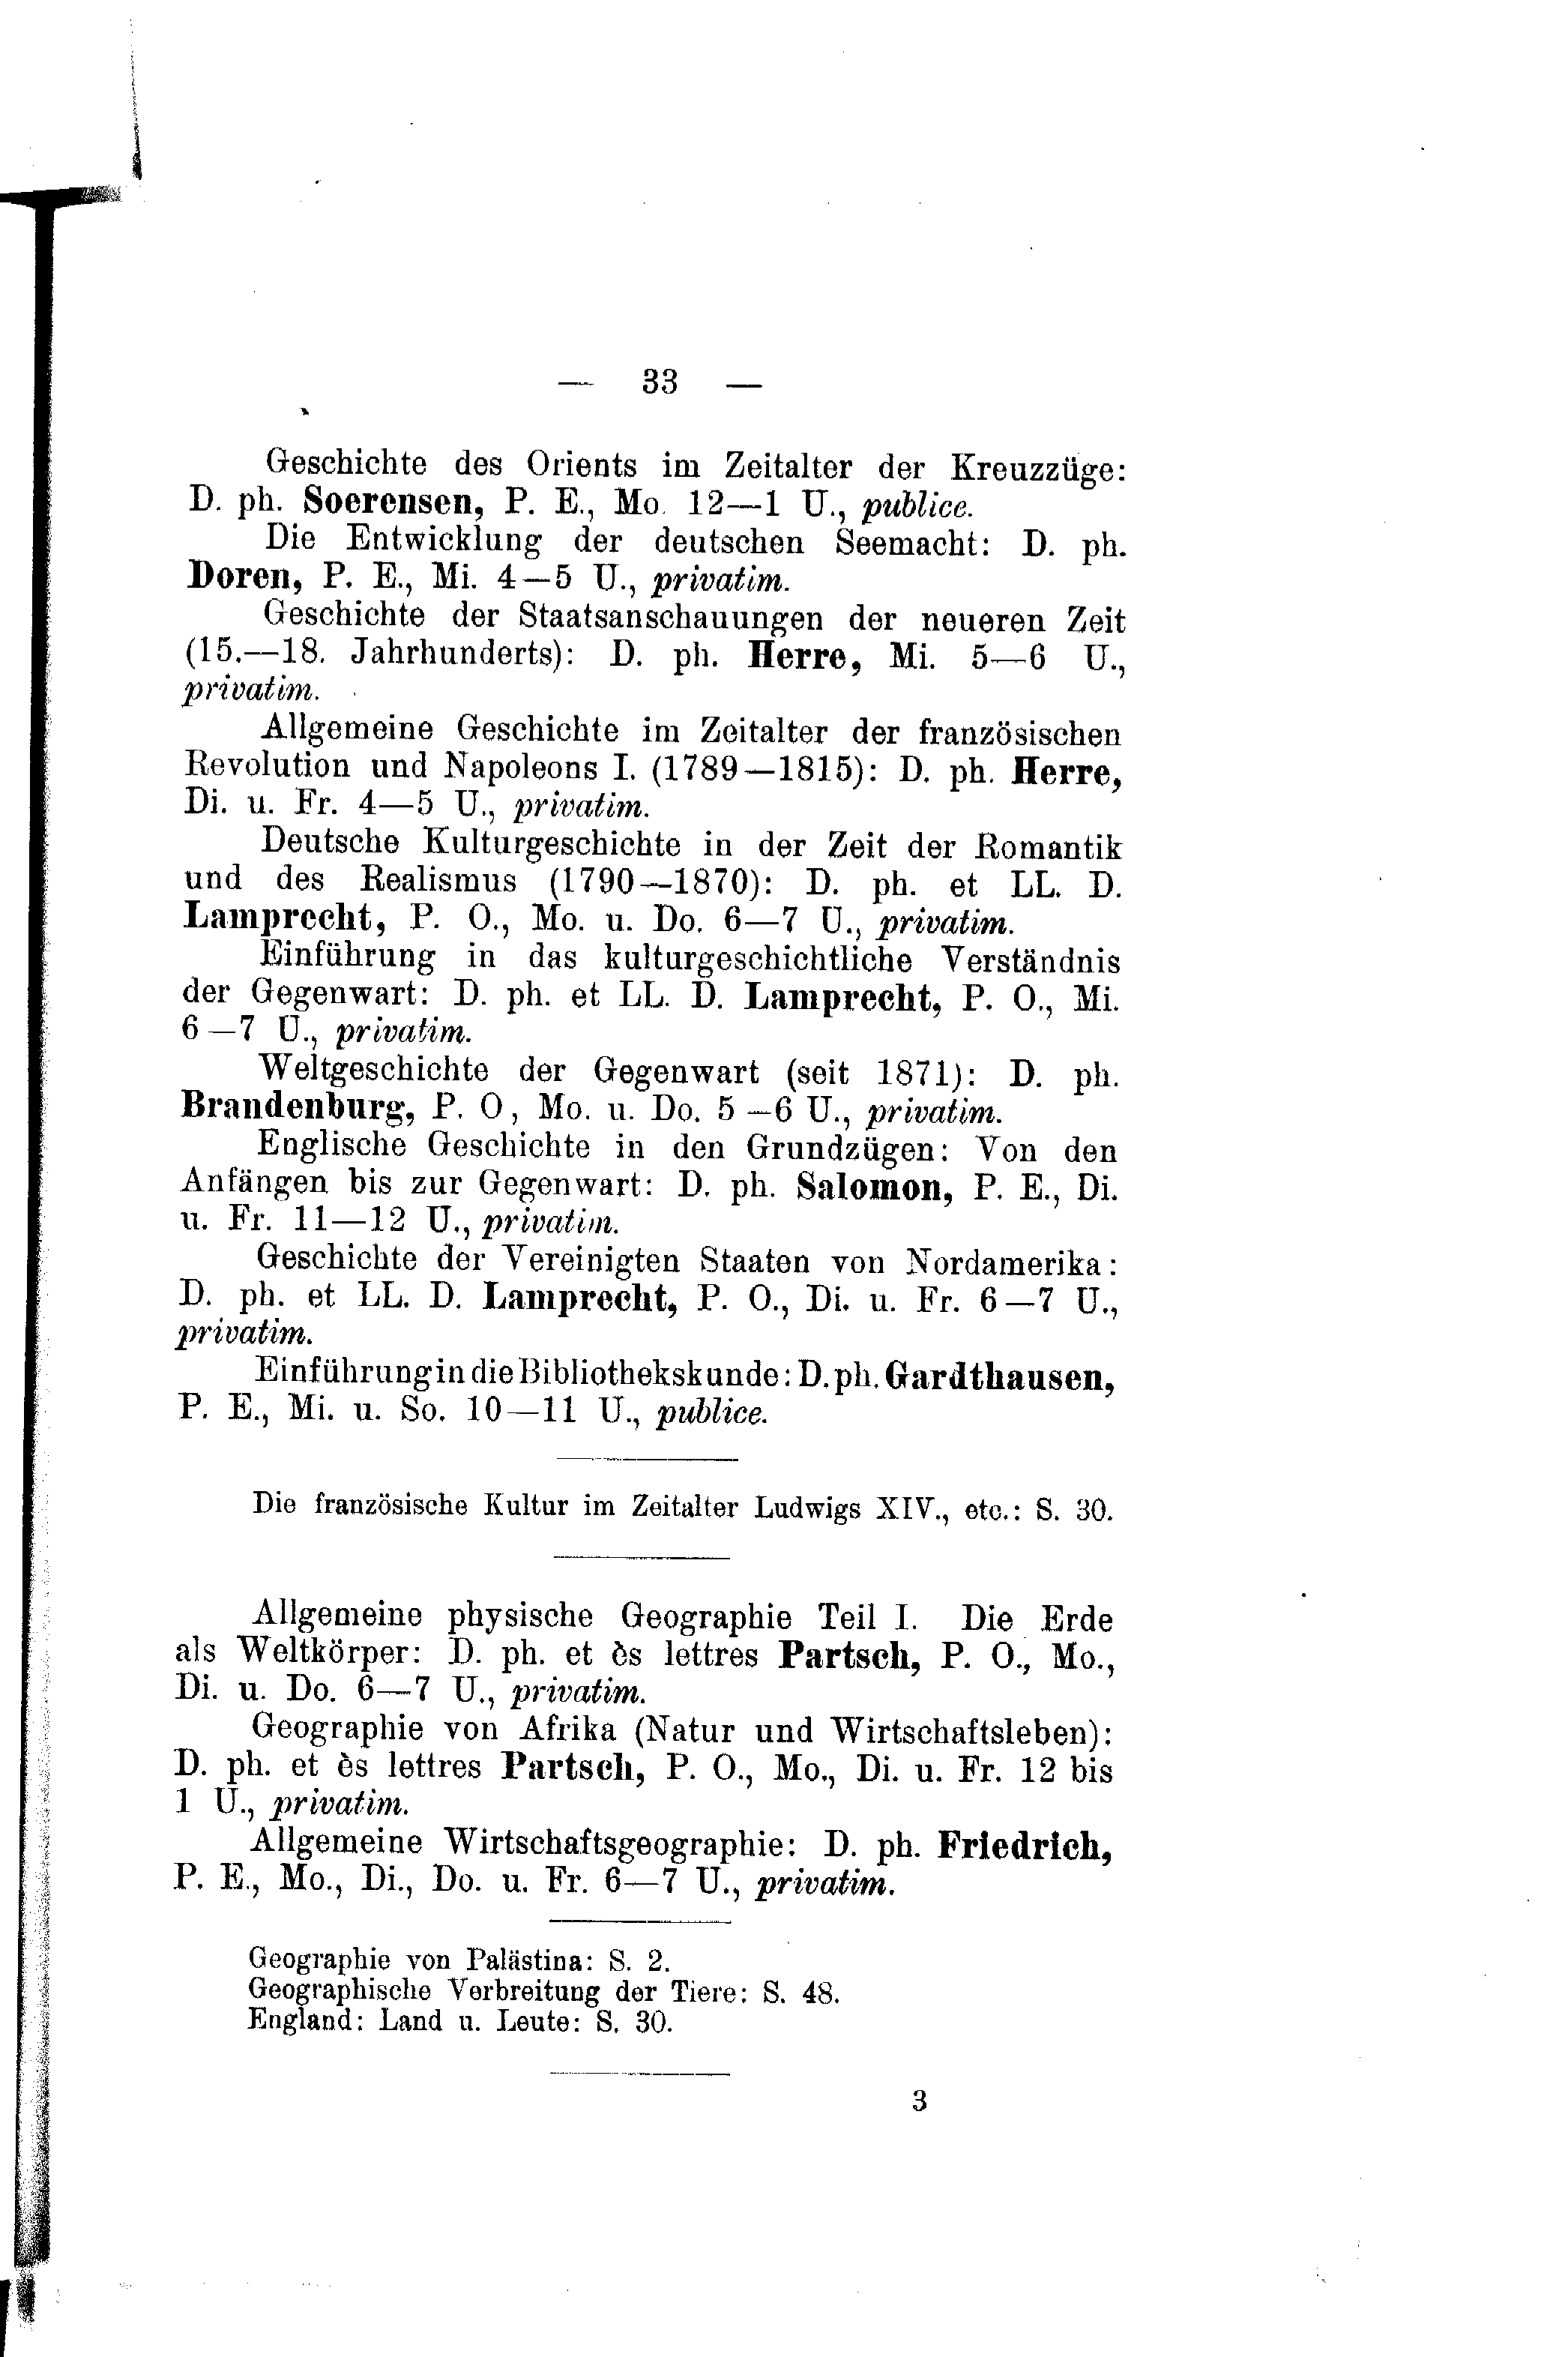 — 33 —
Geschichte des Orients im Zeitalter der Kreuzzüge:
D. ph. Soerensen, P. E., Mo. 12—1 U., publice.
Die Entwicklung der deutschen Seemacht: D. ph.
Doren, P. E., Mi. 4—5 U., privatim.
Geschichte der Staatsanschauungen der neueren Zeit
(15.—18. Jahrhunderts): D. ph. Herre, Mi. 5—6 U.,
privatim.
Allgemeine Geschichte im Zeitalter der französischen
Revolution und Napoleons I. (1789—1815): D. ph. Herre,
Di. u. Fr. 4—5 U., privatim.
Deutsche Kulturgeschichte in der Zeit der Romantik
und des Realismus (1790—1870): D. ph. et LL. D.
Lamprecht, P. O., Mo. u. Do. 6—7 U., privatim.
Einführung in das kulturgeschichtliche Verständnis
der Gegenwart: D. ph. et LL. D. Lamprecht, P. O., Mi.
6—7 U., privatim.
Weltgeschichte der Gegenwart (seit 1871): D. ph.
Brandenburg, P. O, Mo. u. Do. 5—6 U., privatim.
Englische Geschichte in den Grundzügen: Von den
Anfängen bis zur Gegenwart: D. ph. Salomon, P. E., Di.
u. Fr. 11—12 U., privatim.
Geschichte der Vereinigten Staaten von Nordamerika:
D. ph. et LL. D. Lamprecht, P. O., Di. u. Fr. 6—7 U.,
privatim.
Einführung in die Bibliothekskunde: D. ph. Gardthausen,
P. E., Mi. u. So. 10—11 U., publice.
Die französische Kultur im Zeitalter Ludwigs XIV., etc.: S. 30.
Allgemeine physische Geographie Teil I. Die Erde
als Weltkörper: D. ph. et ès lettres Partsch, P. O., Mo.,
Di. u. Do. 6—7 U., privatim.
Geographie von Afrika (Natur und Wirtschaftsleben):
D. ph. et ès lettres Partsch, P. O., Mo., Di. u. Fr. 12 bis
1 U., privatim.
Allgemeine Wirtschaftsgeographie: D. ph. Friedrich,
P. E., Mo., Di., Do. u. Fr. 6—7 U., privatim.
Geographie von Palästina: S. 2.
Geographische Verbreitung der Tiere: S. 48.
England: Land u. Leute: S. 30.
3